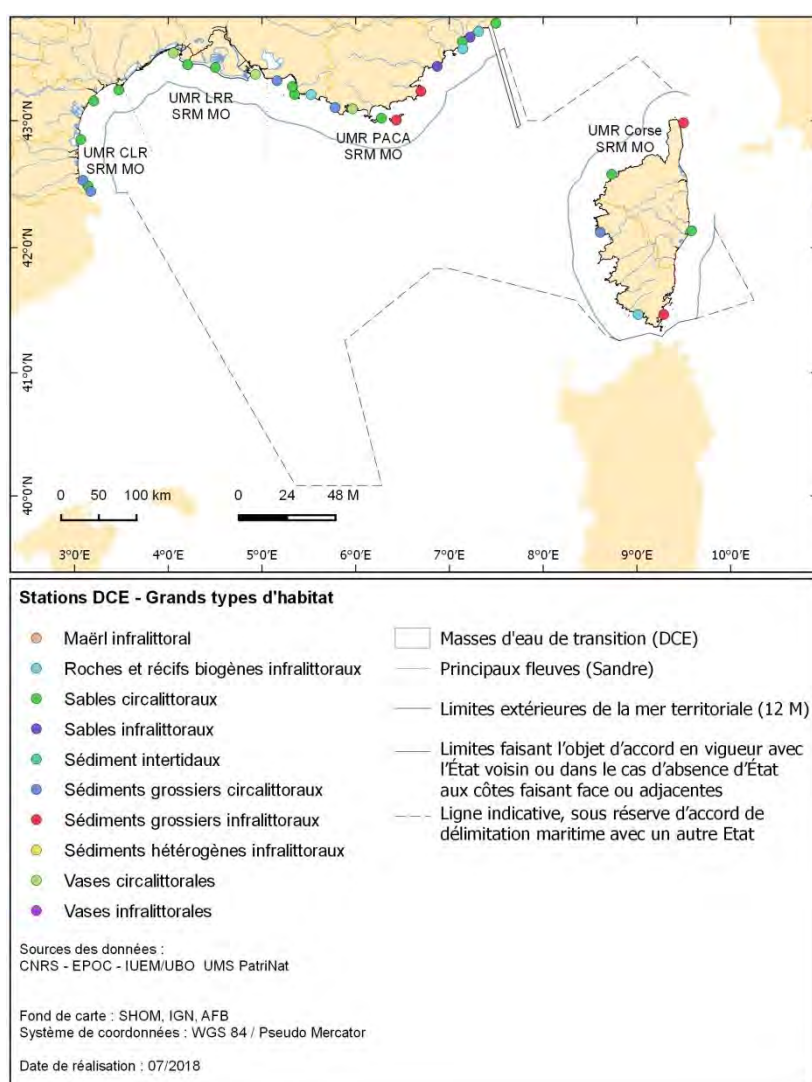 43°0'N
42°0'N
41°0'N
40°0'N
UMR LRR
SRM MO
UMR CLR
SRM MO
UMR PACA
SRM MO
UMR Corse
SRM MO
0 50 100 km
0 24 48 M
3°0'E 4°0'E 5°0'E 6°0'E 7°0'E 8°0'E 9°0'E 10°0'E
Stations DCE - Grands types d'habitat
Maërl infralittoral
Roches et récifs biogènes infralittoraux
Sables circalittoraux
Sables infralittoraux
Sédiment intertidaux
Sédiments grossiers circalittoraux
Sédiments grossiers infralittoraux
Sédiments hétérogènes infralittoraux
Vases circalittorales
Vases infralittorales
Masses d'eau de transition (DCE)
Principaux fleuves (Sandre)
Limites extérieures de la mer territoriale (12 M)
Limites faisant l'objet d'accord en vigueur avec
l'État voisin ou dans le cas d'absence d'État
aux côtes faisant face ou adjacentes
Ligne indicative, sous réserve d'accord de
délimitation maritime avec un autre Etat
Sources des données :
CNRS - EPOC - IUEM/UBO UMS PatriNat
Fond de carte : SHOM, IGN, AFB
Système de coordonnées : WGS 84 / Pseudo Mercator
Date de réalisation : 07/2018